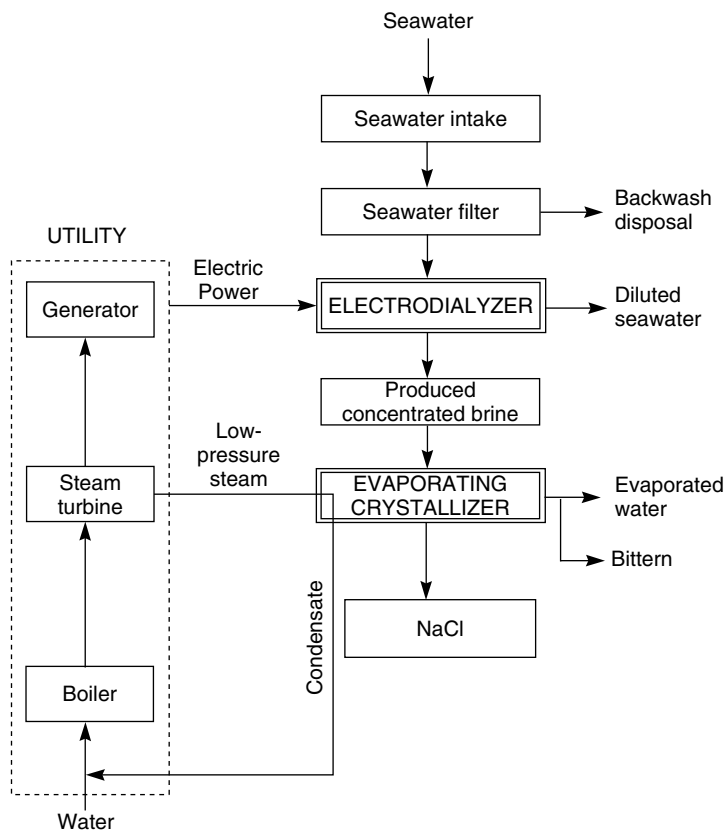 Seawater
Seawater intake
Seawater filter
Backwash
disposal
UTILITY
Electric
Power
Generator
ELECTRODIALYZER
Diluted
seawater
Produced
concentrated brine
Low-
pressure
steam
Steam
turbine
EVAPORATING
CRYSTALLIZER
Evaporated
water
Bittern
NaCl
Condensate
Boiler
Water